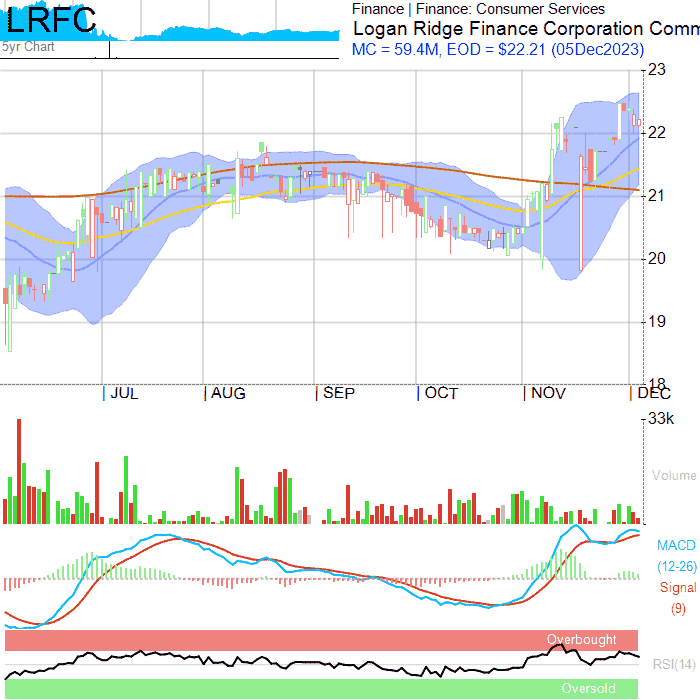 LRFC
5yr Chart
Finance | Finance: Consumer Services
Logan Ridge Finance Corporation Comm
MC = 59.4M, EOD = $22.21 (05Dec2023)
23
22
21
20
19
18
JUL AUG SEP OCT NOV DEC
33k
Volume
MACD
(12-26)
Signal
(9)
Overbought
RSI(14)
Oversold